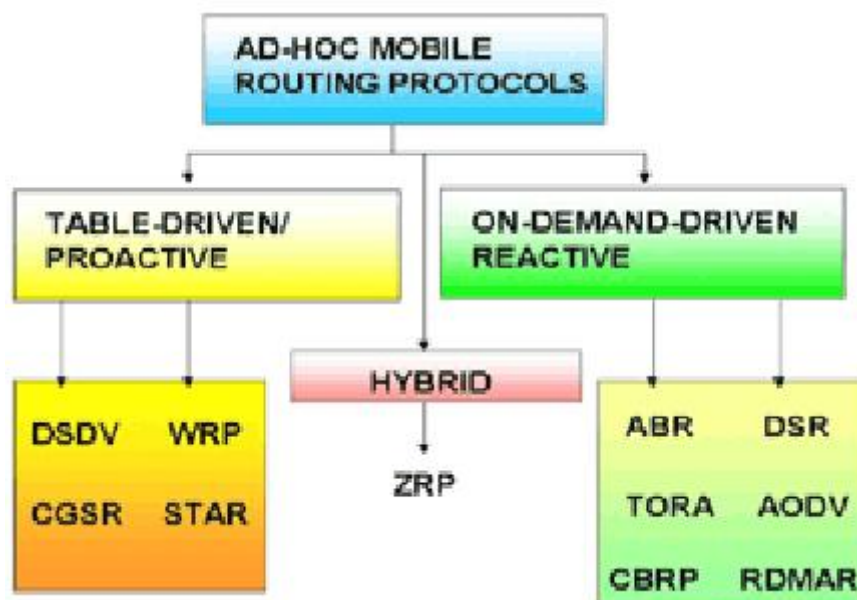 AD-HOC MOBILE
ROUTING PROTOCOLS
TABLE-DRIVEN/
PROACTIVE
ON-DEMAND-DRIVEN
REACTIVE
HYBRID
DSDV WRP
CGSR STAR
ZRP
ABR DSR
TORA AODV
CBRP RDMAR